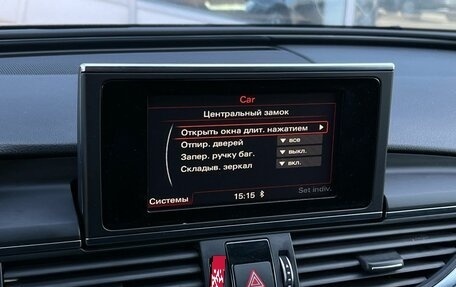 Car
Центральный замок
Открыть окна длит. нажатием
Отпир. дверей все
Запер. ручку баг. выкл.
Складыв. зеркал вкл.
Set indiv.
Системы 15:15